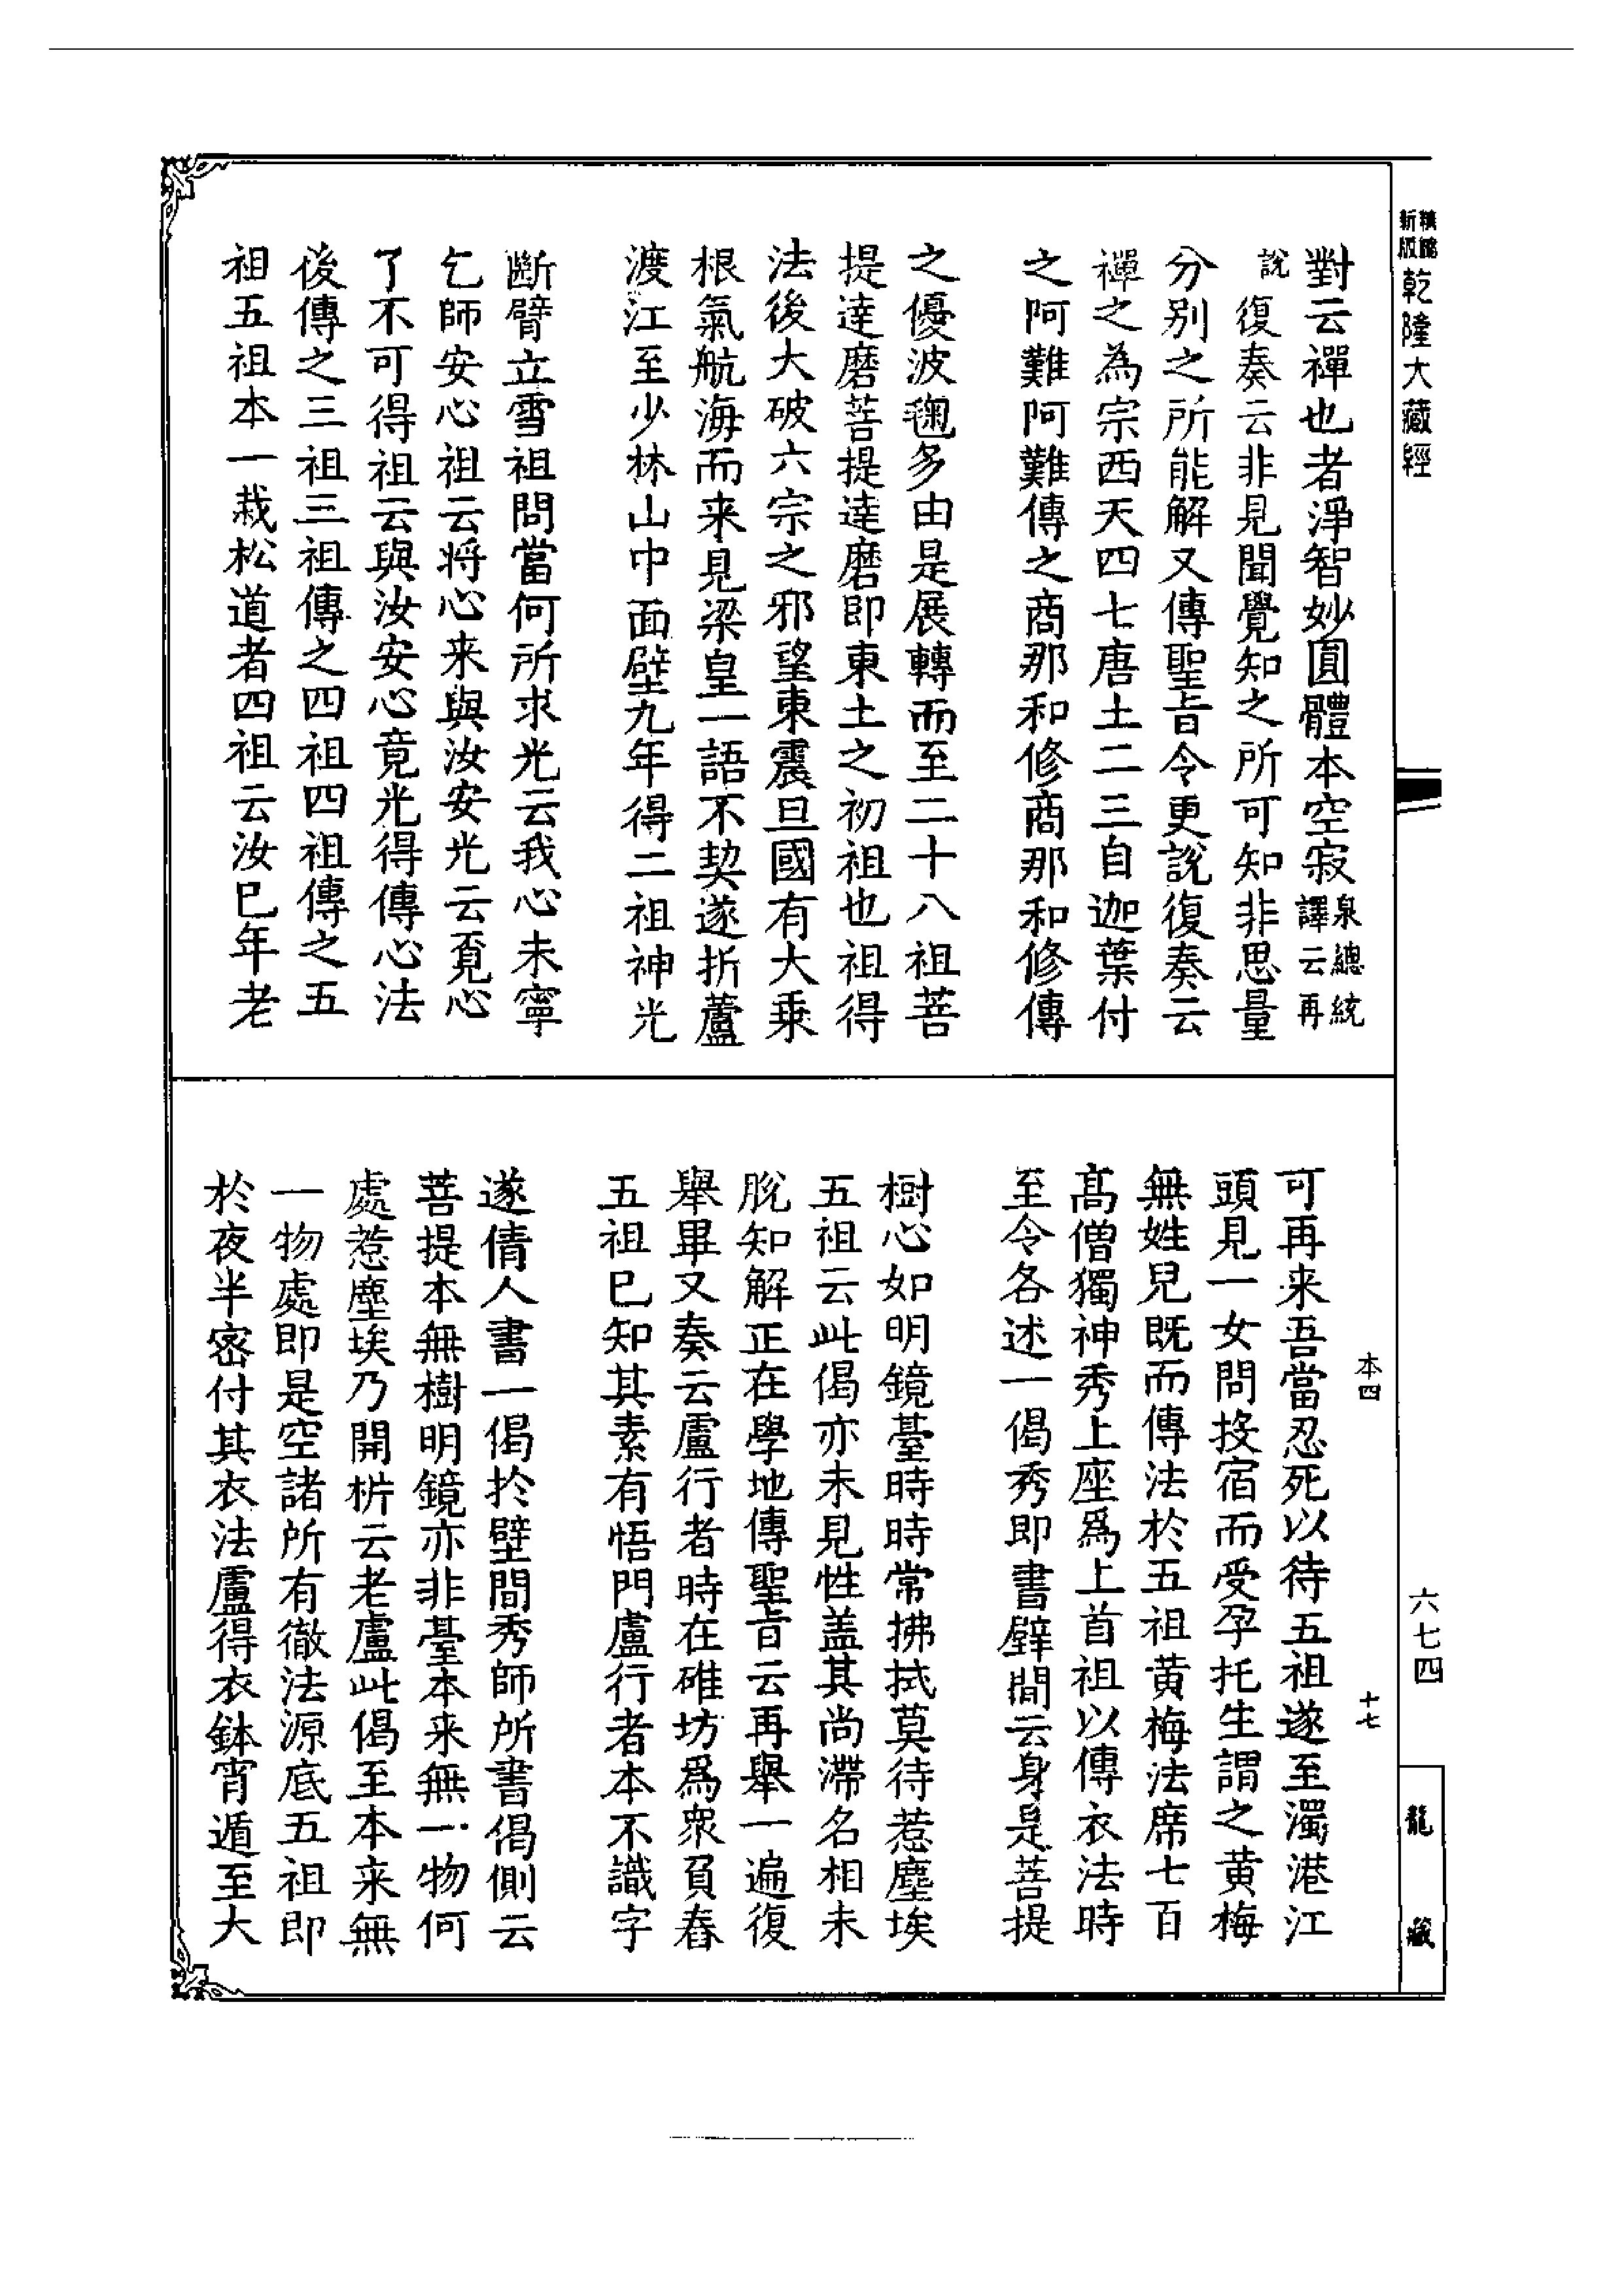 精編新版
乾隆大藏經
對云禪也者淨智妙圓體本空寂泉總統譯云再
說復奏云非見聞覺知之所可知非思量
分別之所能解又傳聖旨令更說復奏云
禪之為宗西天四七唐土二三自迦葉付
之阿難阿難傳之商那和修商那和修傳
之優波毱多由是展轉而至二十八祖菩
提達磨菩提達磨即東土之初祖也祖得
法後大破六宗之邪望東震旦國有大乘
根氣航海而来見梁皇一語不契遂折蘆
渡江至少林山中面壁九年得二祖神光
斷臂立雪祖問當何所求光云我心未寧
乞師安心祖云将心来與汝安光云覔心
了不可得祖云與汝安心竟光得傳心法
後傳之三祖三祖傳之四祖四祖傳之五
祖五祖本一栽松道者四祖云汝已年老
本四
十七
可再来吾當忍死以待五祖遂至濁港江
頭見一女問投宿而受孕托生謂之黄梅
無姓兒既而傳法於五祖黄梅法席七百
髙僧獨神秀上座爲上首祖以傳衣法時
至令各述一偈秀即書壁間云身是菩提
樹心如明鏡臺時時常拂拭莫待惹塵埃
五祖云此偈亦未見性盖其尚滯名相未
脫知解正在學地傳聖旨云再舉一遍復
舉畢又奏云盧行者時在碓坊爲衆負舂
五祖已知其素有悟門盧行者本不識字
遂倩人書一偈於壁間秀師所書偈側云
菩提本無樹明鏡亦非臺本来無一物何
處惹塵埃乃開析云老盧此偈至本来無
一物處即是空諸所有徹法源底五祖即
於夜半密付其衣法盧得衣鉢宵遁至大
六七四
龍藏